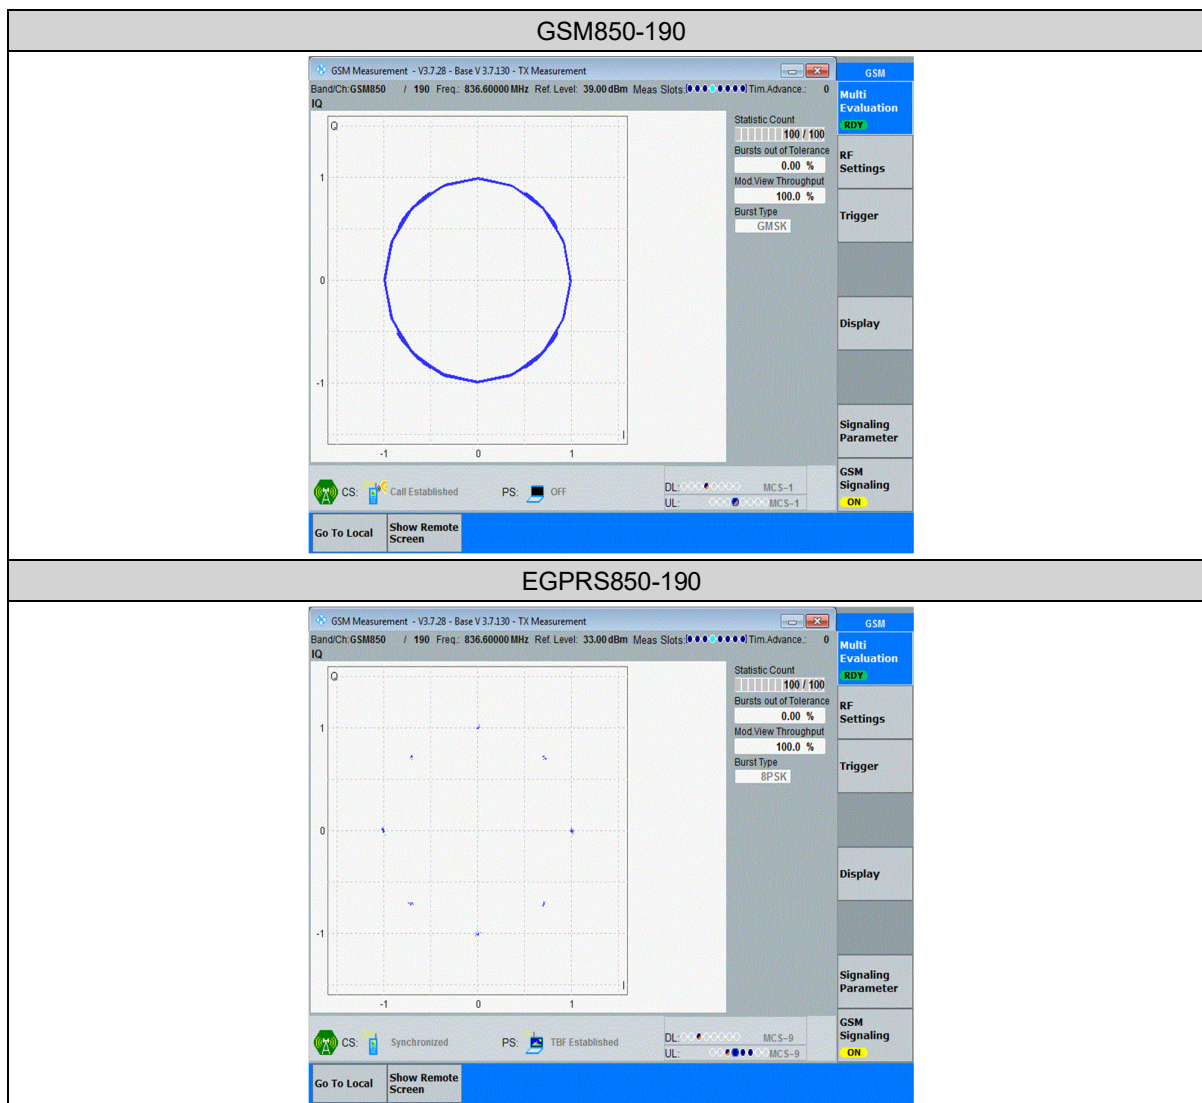 GSM850-190
GSM Measurement - V3.7.28 - Base V 3.7.130 - TX Measurement
GSM
Band/Ch:GSM850 / 190 Freq.: 836.60000 MHz Ref. Level: 39.00 dBm Meas Slots: Tim.Advance.: 0
IQ
Multi
Evaluation
RDY
Statistic Count
100 / 100
Bursts out of Tolerance
0.00 %
Mod.View Throughput
100.0 %
Burst Type
GMSK
RF
Settings
Trigger
Display
Signaling
Parameter
GSM
Signaling
ON
Q
1
0
-1
I
-1 0 1
CS: Call Established PS: OFF
DL: MCS-1
UL: MCS-1
Go To Local
Show Remote
Screen
EGPRS850-190
GSM Measurement - V3.7.28 - Base V 3.7.130 - TX Measurement
GSM
Band/Ch:GSM850 / 190 Freq.: 836.60000 MHz Ref. Level: 33.00 dBm Meas Slots: Tim.Advance.: 0
IQ
Multi
Evaluation
RDY
Statistic Count
100 / 100
Bursts out of Tolerance
0.00 %
Mod.View Throughput
100.0 %
Burst Type
8PSK
RF
Settings
Trigger
Display
Signaling
Parameter
GSM
Signaling
ON
Q
1
0
-1
I
-1 0 1
CS: Synchronized PS: TBF Established
DL: MCS-9
UL: MCS-9
Go To Local
Show Remote
Screen